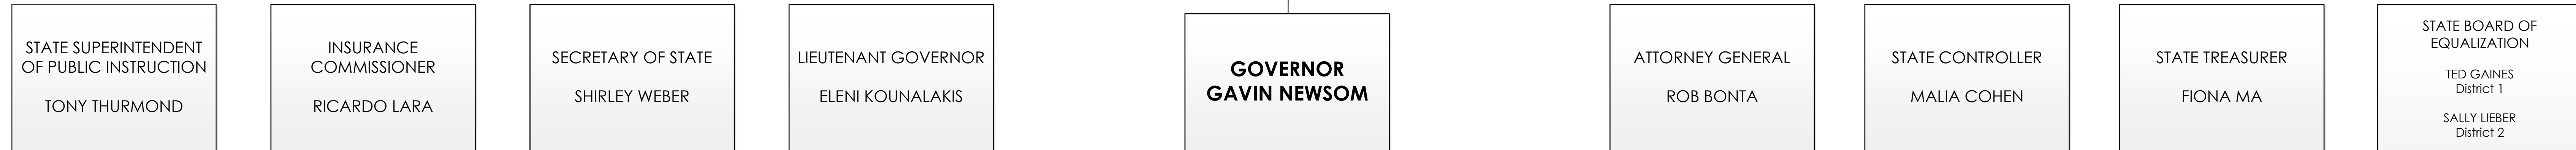 STATE SUPERINTENDENT
OF PUBLIC INSTRUCTION
TONY THURMOND
INSURANCE
COMMISSIONER
RICARDO LARA
SECRETARY OF STATE
SHIRLEY WEBER
LIEUTENANT GOVERNOR
ELENI KOUNALAKIS
GOVERNOR
GAVIN NEWSOM
ATTORNEY GENERAL
ROB BONTA
STATE CONTROLLER
MALIA COHEN
STATE TREASURER
FIONA MA
STATE BOARD OF
EQUALIZATION
TED GAINES
District 1
SALLY LIEBER
District 2